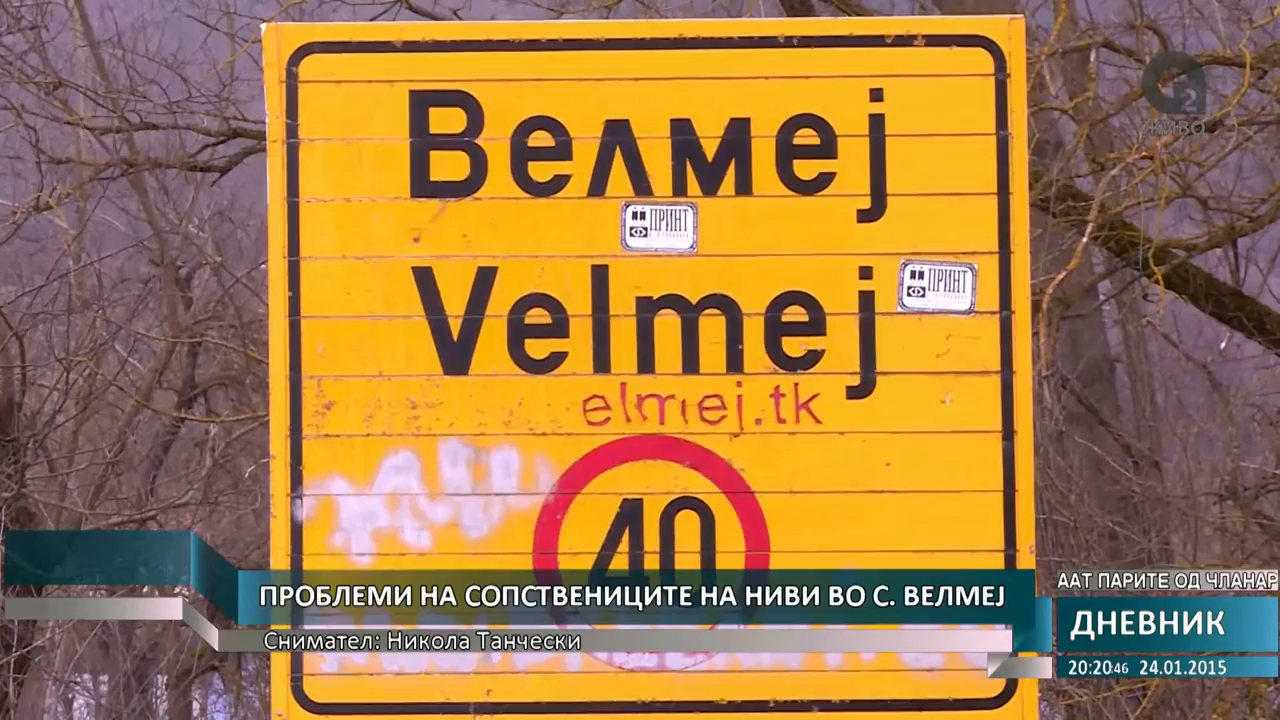 Велмеј
ПРИНТ
Velmej
ПРИНТ
elmej.tk
40
ЖИВО
ПРОБЛЕМИ НА СОПСТВЕНИЦИТЕ НА НИВИ ВО С. ВЕЛМЕЈ
Снимател: Никола Танчески
ААТ ПАРИТЕ ОД ЧЛАНАР
ДНЕВНИК
20:20:46 24.01.2015